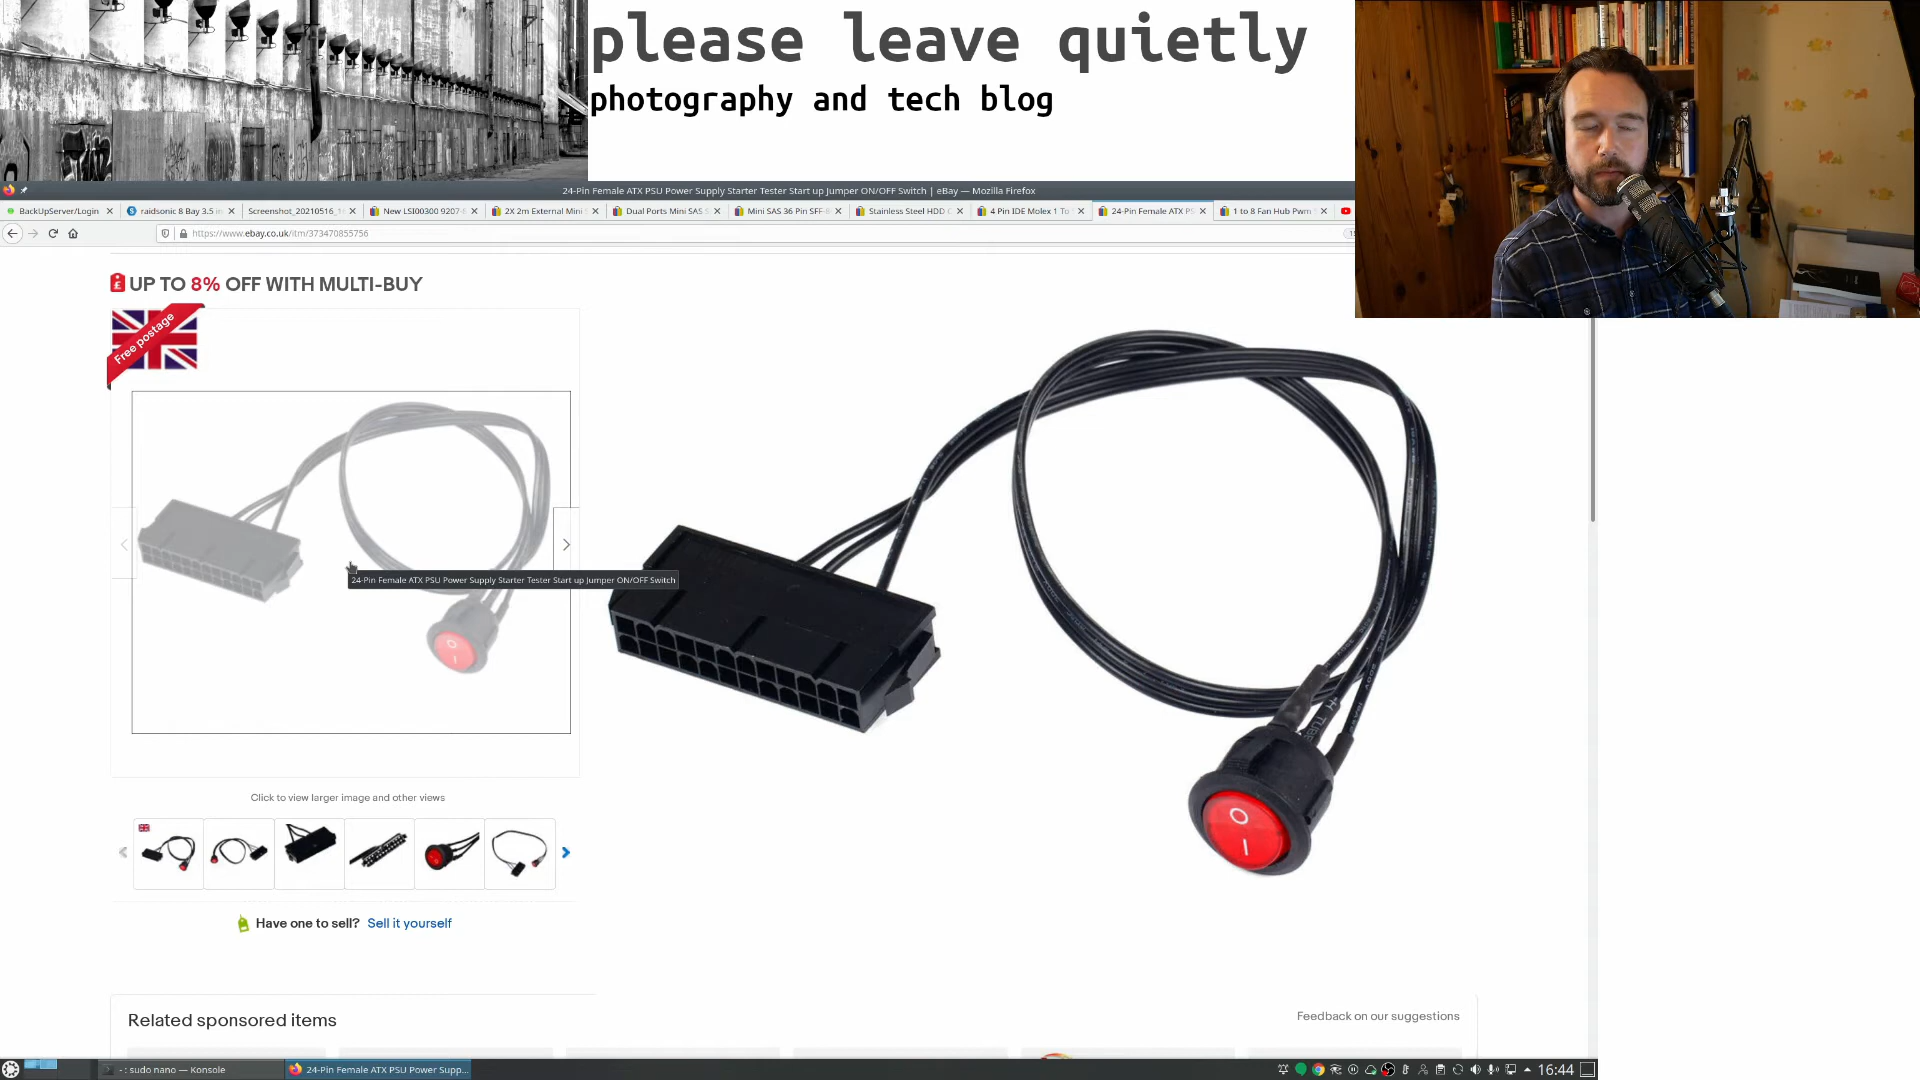 please leave quietly
photography and tech blog
24-Pin Female ATX PSU Power Supply Starter Tester Start up Jumper ON/OFF Switch | eBay — Mozilla Firefox
BackUpServer/Login
raidsonic 8 Bay 3.5 in
Screenshot_20210516_1
New LSI00300 9207-8
2X 2m External Mini S
Dual Ports Mini SAS S
Mini SAS 36 Pin SFF-8
Stainless Steel HDD C
4 Pin IDE Molex 1 To
24-Pin Female ATX PS
1 to 8 Fan Hub Pwm
https://www.ebay.co.uk/itm/373470855756
UP TO 8% OFF WITH MULTI-BUY
Free postage
24-Pin Female ATX PSU Power Supply Starter Tester Start up Jumper ON/OFF Switch
Click to view larger image and other views
Have one to sell? Sell it yourself
Related sponsored items
Feedback on our suggestions
- : sudo nano — Konsole
24-Pin Female ATX PSU Power Supp...
16:44